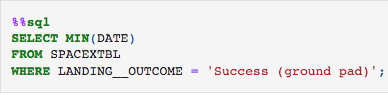 %%sql
SELECT MIN(DATE)
FROM SPACEXTBL
WHERE LANDING__OUTCOME = 'Success (ground pad)';